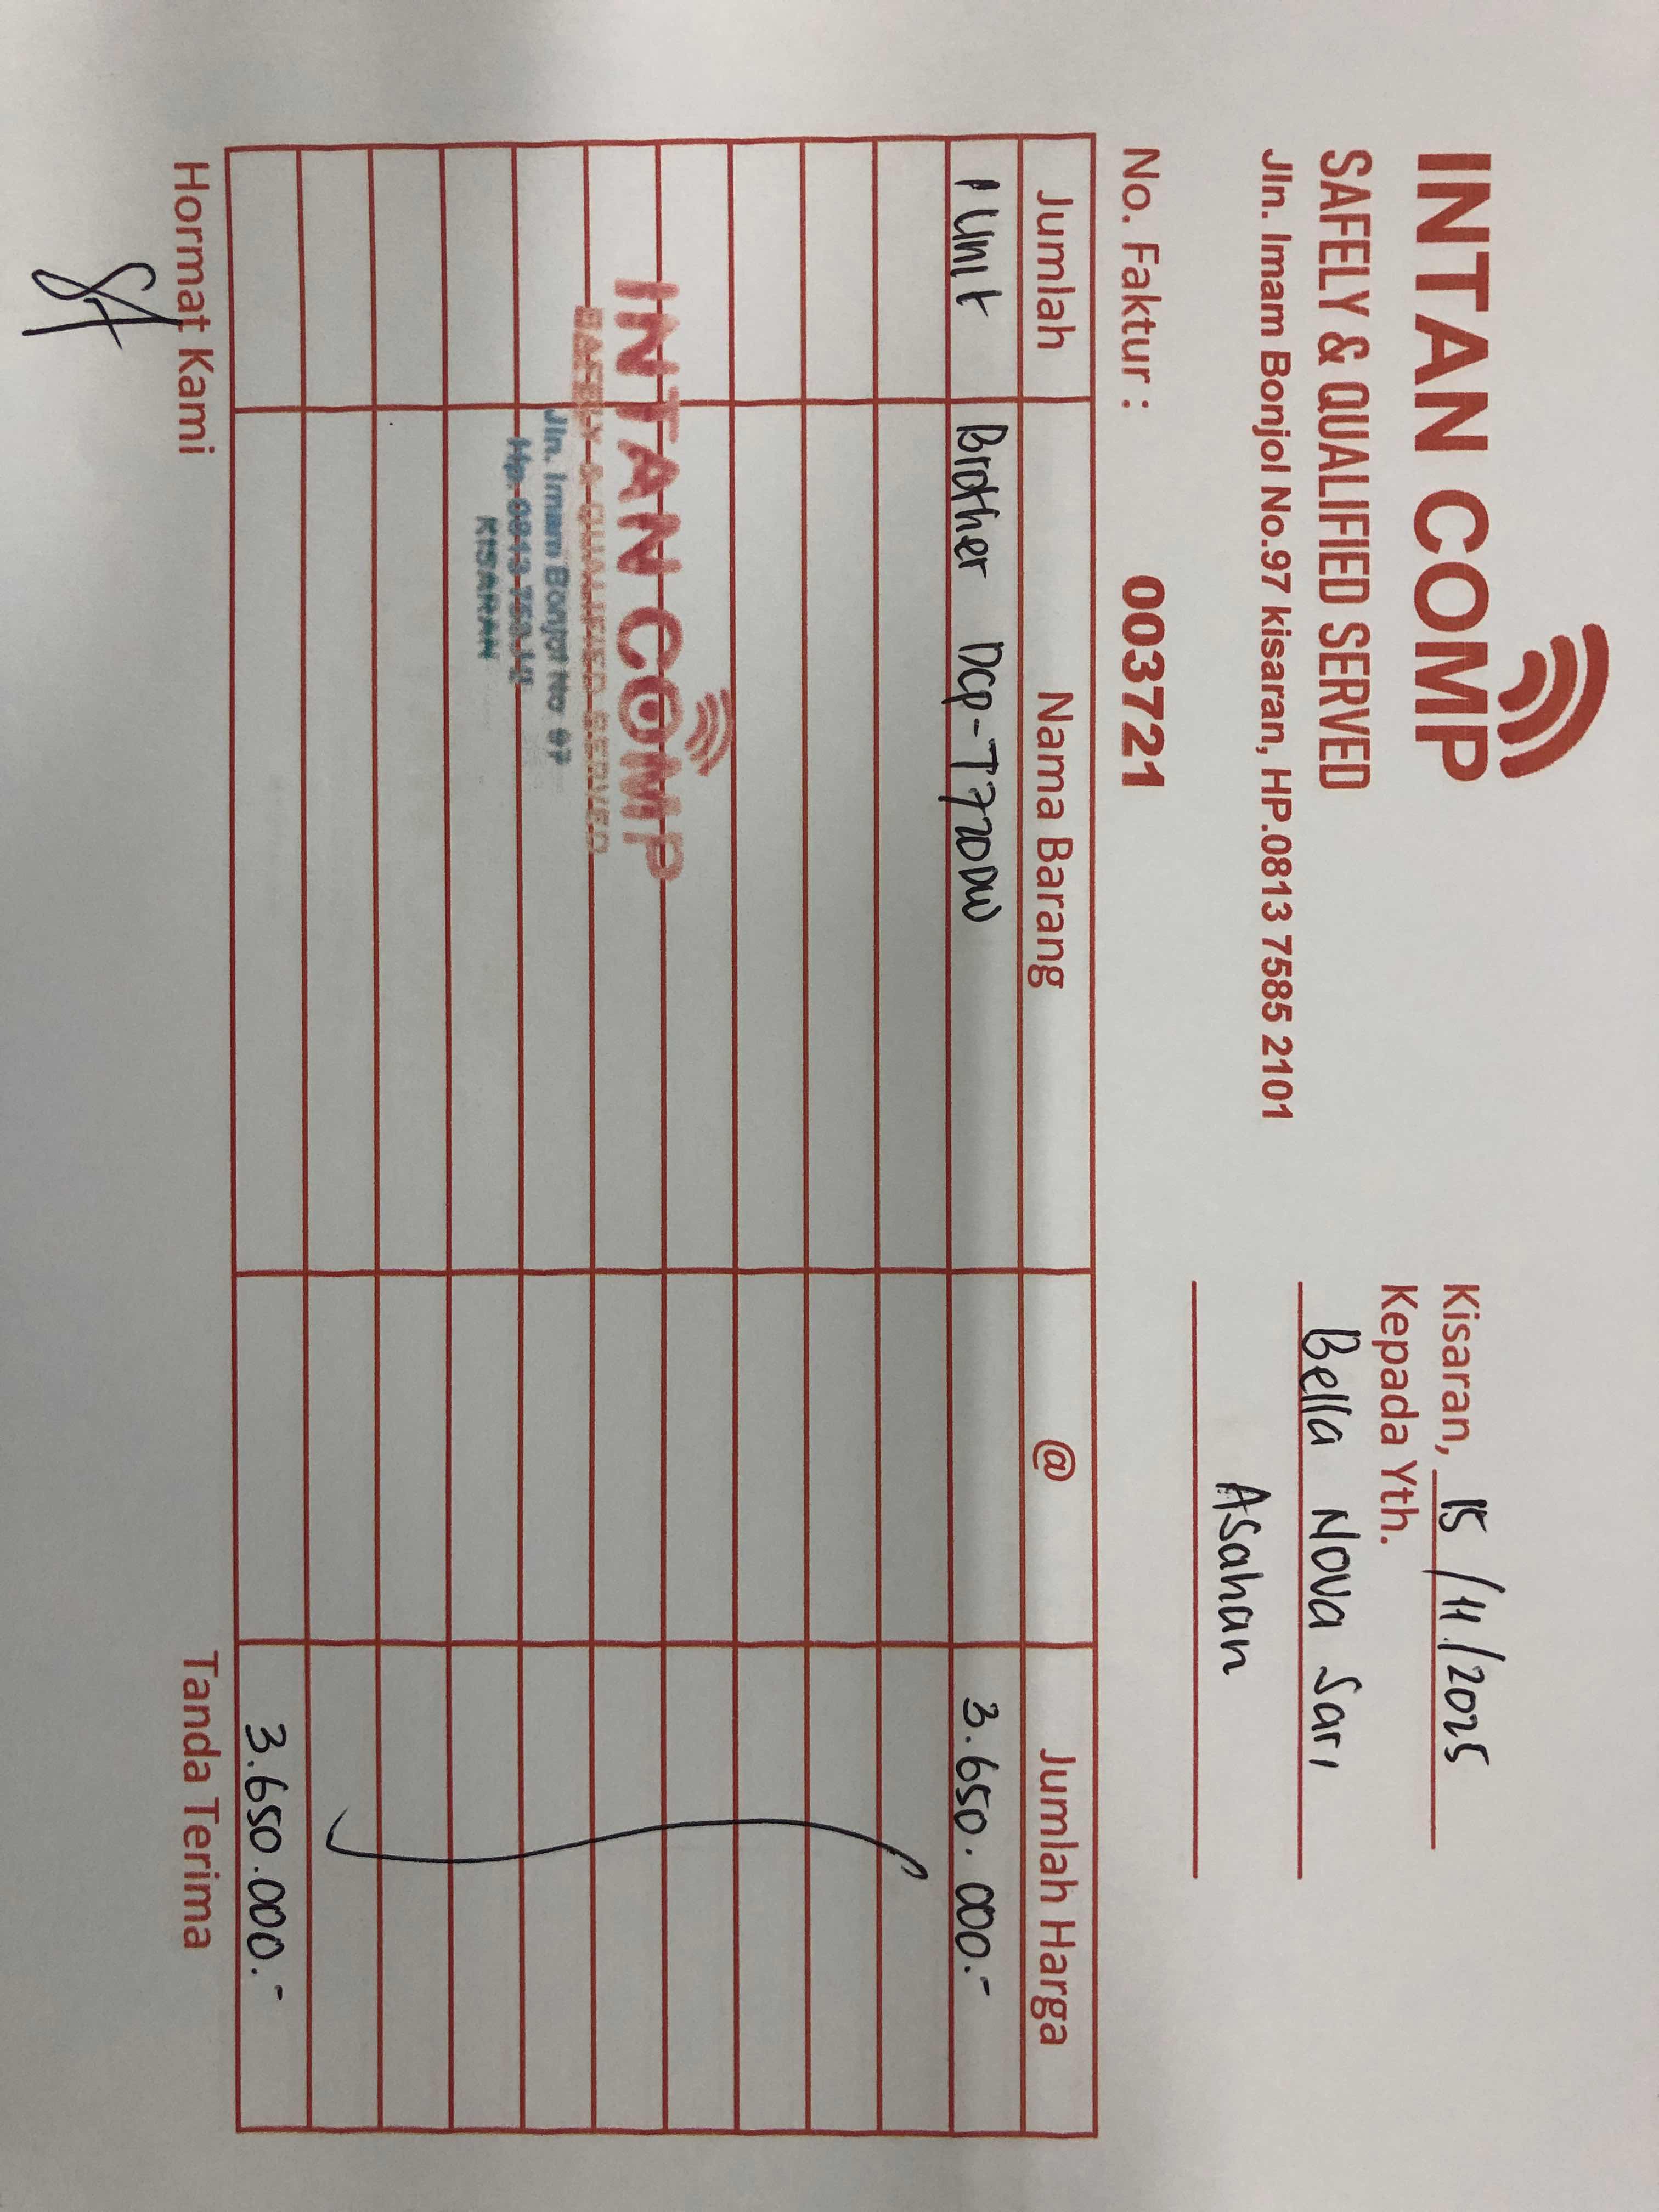 INTAN COMP
SAFELY & QUALIFIED SERVED
Jln. Imam Bonjol No.97 kisaran, HP.0813 7585 2101
Kisaran, 15/11/2025
Kepada Yth.
Bella Nova Sari
Asahan
No. Faktur : 003721
Jumlah Nama Barang @ Jumlah Harga
1 Unit Brother Dcp-T720DW 3.650.000.-
INTAN COMP
SAFELY & QUALIFIED SERVED
Jln. Imam Bonjol No 97
Hp. 0813
KISARAN
3.650.000.-
Hormat Kami Tanda Terima